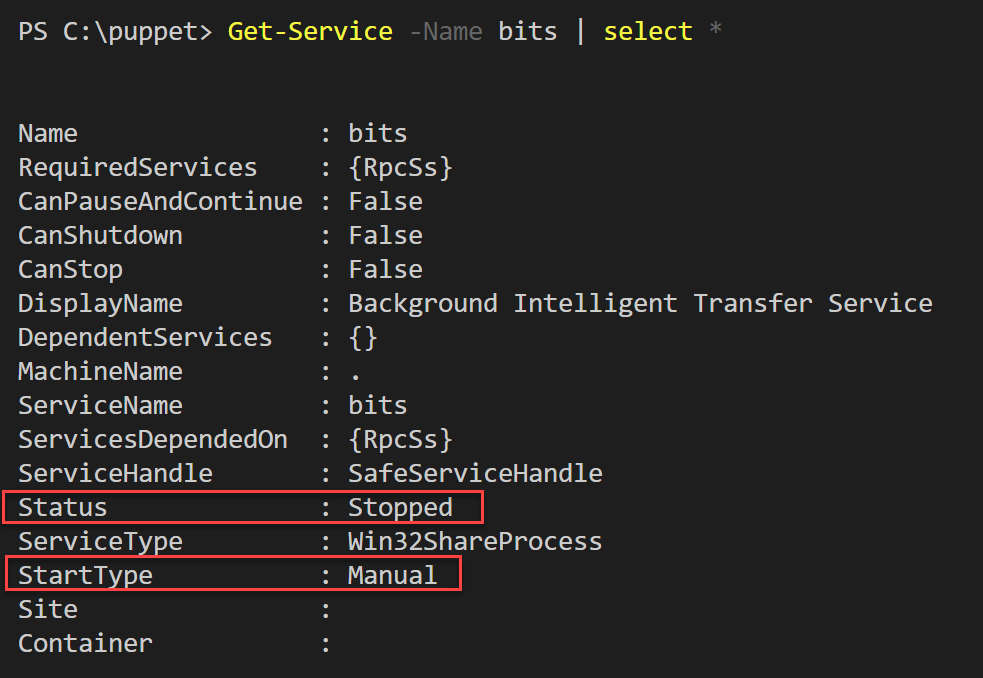 PS C:\puppet> Get-Service -Name bits | select *
Name                : bits
RequiredServices    : {RpcSs}
CanPauseAndContinue : False
CanShutdown         : False
CanStop             : False
DisplayName         : Background Intelligent Transfer Service
DependentServices   : {}
MachineName         : .
ServiceName         : bits
ServicesDependedOn  : {RpcSs}
ServiceHandle       : SafeServiceHandle
Status              : Stopped
ServiceType         : Win32ShareProcess
StartType           : Manual
Site                :
Container           :